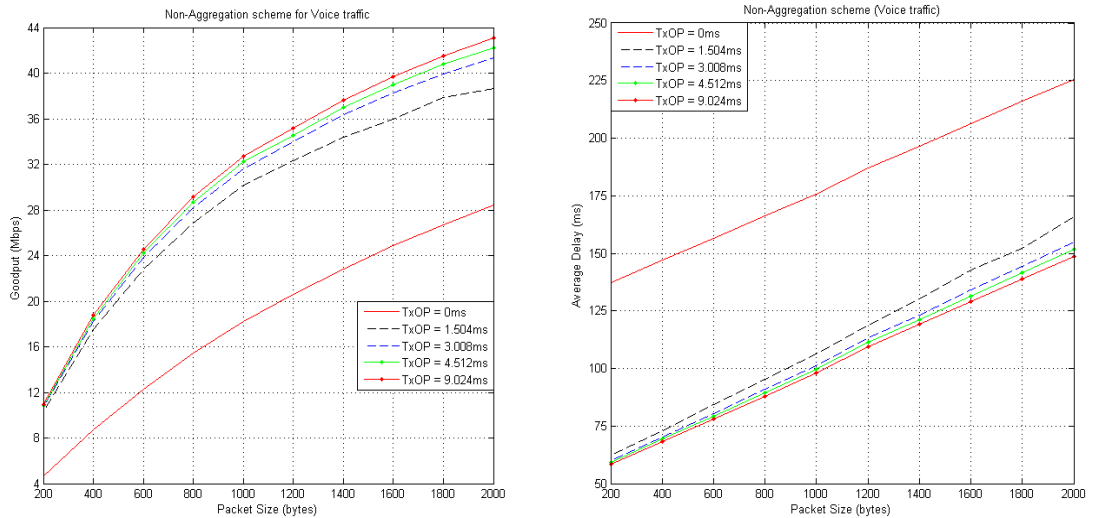 Non-Aggregation scheme for Voice traffic
44
40
36
32
28
24
20
16
12
8
4
Goodput (Mbps)
TxOP = 0ms
TxOP = 1.504ms
TxOP = 3.008ms
TxOP = 4.512ms
TxOP = 9.024ms
200 400 600 800 1000 1200 1400 1600 1800 2000
Packet Size (bytes)
Non-Aggregation scheme (Voice traffic)
250
225
200
175
150
125
100
75
50
Average Delay (ms)
TxOP = 0ms
TxOP = 1.504ms
TxOP = 3.008ms
TxOP = 4.512ms
TxOP = 9.024ms
200 400 600 800 1000 1200 1400 1600 1800 2000
Packet Size (bytes)